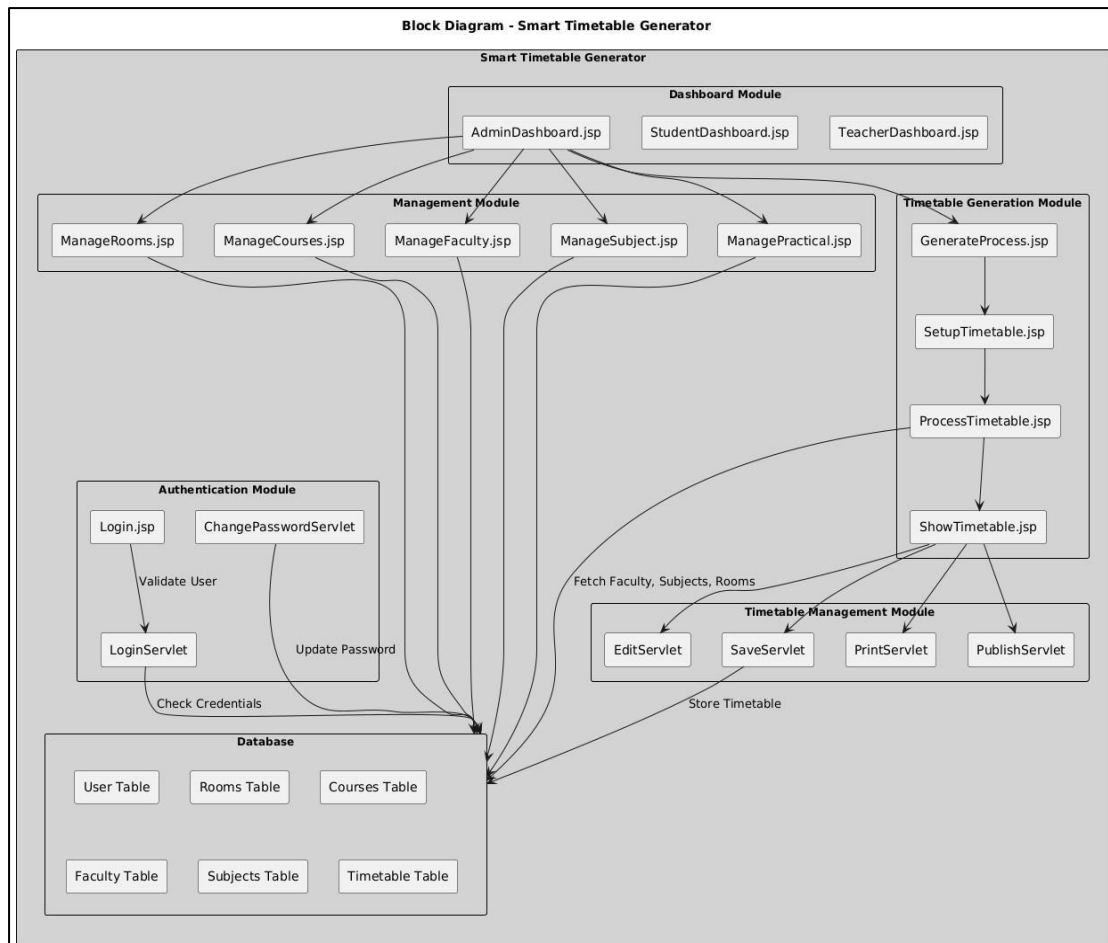 Block Diagram - Smart Timetable Generator
Smart Timetable Generator
Dashboard Module
AdminDashboard.jsp
StudentDashboard.jsp
TeacherDashboard.jsp
Management Module
ManageRooms.jsp
ManageCourses.jsp
ManageFaculty.jsp
ManageSubject.jsp
ManagePractical.jsp
Timetable Generation Module
GenerateProcess.jsp
SetupTimetable.jsp
ProcessTimetable.jsp
ShowTimetable.jsp
Authentication Module
Login.jsp
ChangePasswordServlet
Validate User
LoginServlet
Update Password
Check Credentials
Fetch Faculty, Subjects, Rooms
Timetable Management Module
EditServlet
SaveServlet
PrintServlet
PublishServlet
Store Timetable
Database
User Table
Rooms Table
Courses Table
Faculty Table
Subjects Table
Timetable Table